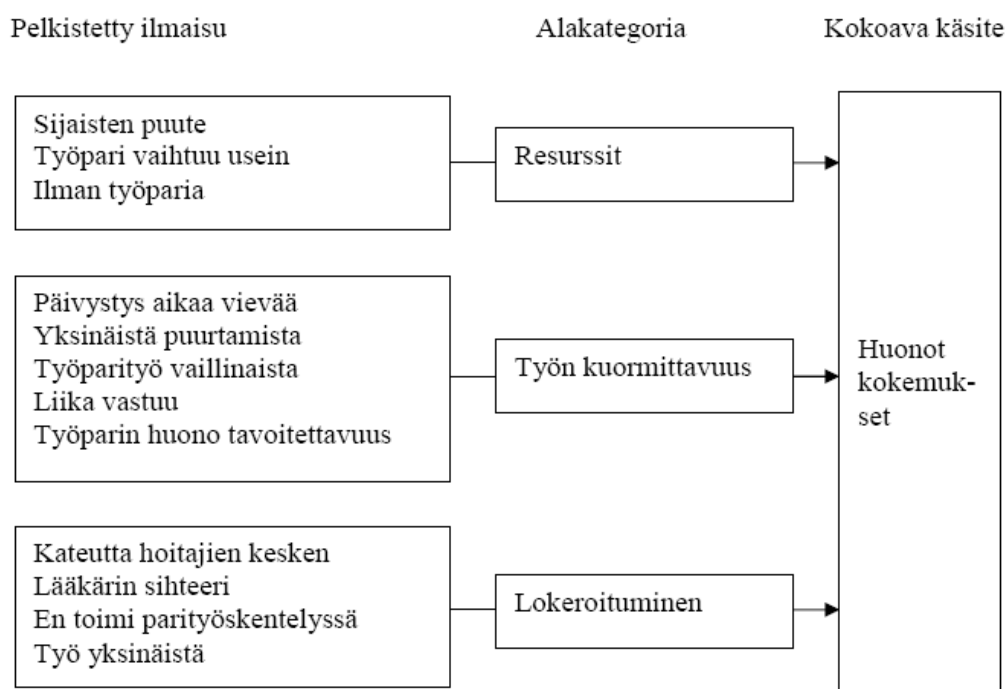 Pelkistetty ilmaisu Alakategoria Kokoava käsite
Sijaisten puute
Työpari vaihtuu usein
Ilman työparia
Resurssit
Päivystys aikaa vievää
Yksinäistä puurtamista
Työparityö vaillinaista
Liika vastuu
Työparin huono tavoitettavuus
Työn kuormittavuus
Kateutta hoitajien kesken
Lääkärin sihteeri
En toimi parityöskentelyssä
Työ yksinäistä
Lokeroituminen
Huonot
kokemuk-
set